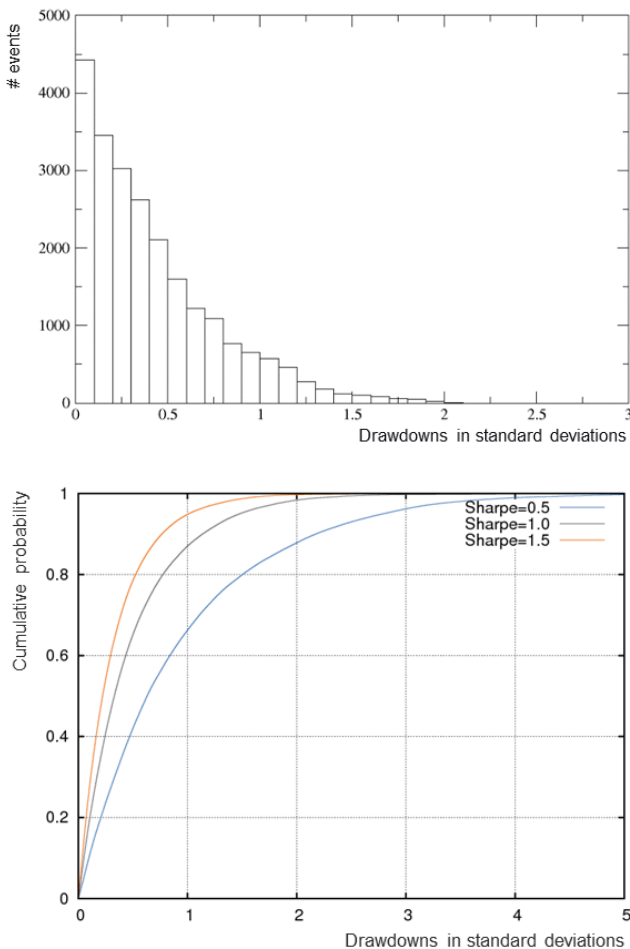 # events
5000
4000
3000
2000
1000
0
0 0.5 1 1.5 2 2.5 3
Drawdowns in standard deviations
Cumulative probability
1
0.8
0.6
0.4
0.2
0
Sharpe=0.5
Sharpe=1.0
Sharpe=1.5
0 1 2 3 4 5
Drawdowns in standard deviations